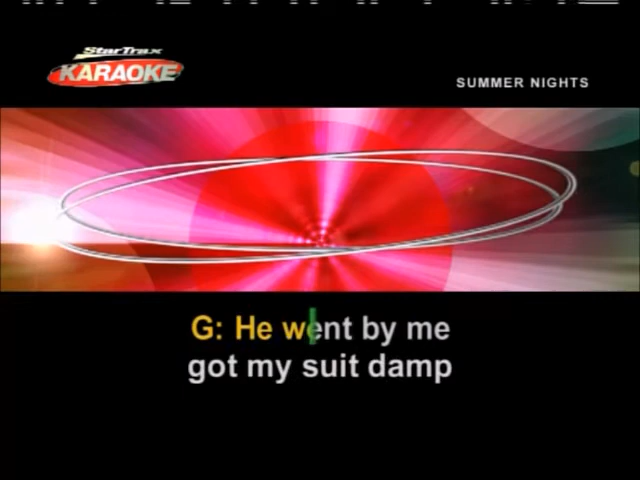 StarTrax
KARAOKE
SUMMER NIGHTS
G: He went by me
got my suit damp